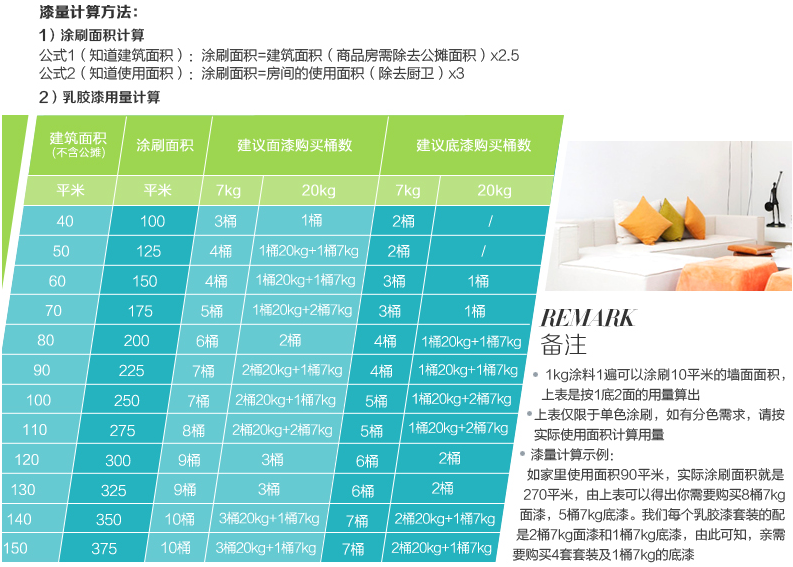 漆量计算方法：
1）涂刷面积计算
公式1（知道建筑面积）：涂刷面积=建筑面积（商品房需除去公摊面积）x2.5
公式2（知道使用面积）：涂刷面积=房间的使用面积（除去厨卫）x3
2）乳胶漆用量计算
建筑面积 涂刷面积 建议面漆购买桶数 建议底漆购买桶数
(不含公摊)
平米 平米 7kg 20kg 7kg 20kg
40 100 3桶 1桶 2桶 /
50 125 4桶 1桶20kg+1桶7kg 2桶 /
60 150 4桶 1桶20kg+1桶7kg 3桶 1桶
70 175 5桶 1桶20kg+2桶7kg 3桶 1桶
80 200 6桶 2桶 4桶 1桶20kg+1桶7kg
90 225 7桶 2桶20kg+1桶7kg 4桶 1桶20kg+1桶7kg
100 250 7桶 2桶20kg+2桶7kg 5桶 1桶20kg+2桶7kg
110 275 8桶 2桶20kg+2桶7kg 5桶 1桶20kg+2桶7kg
120 300 9桶 3桶 6桶 2桶
130 325 9桶 3桶 6桶 2桶
140 350 10桶 3桶20kg+1桶7kg 7桶 2桶20kg+1桶7kg
150 375 10桶 3桶20kg+1桶7kg 7桶 2桶20kg+1桶7kg
REMARK
备注
• 1kg涂料1遍可以涂刷10平米的墙面面积，
上表是按1底2面的用量算出
•上表仅限于单色涂刷，如有分色需求，请按
实际使用面积计算用量
• 漆量计算示例：
如家里使用面积90平米，实际涂刷面积就是
270平米，由上表可以得出你需要购买8桶7kg
面漆，5桶7kg底漆。我们每个乳胶漆套装的配
是2桶7kg面漆和1桶7kg底漆，由此可知，亲需
要购买4套套装及1桶7kg的底漆